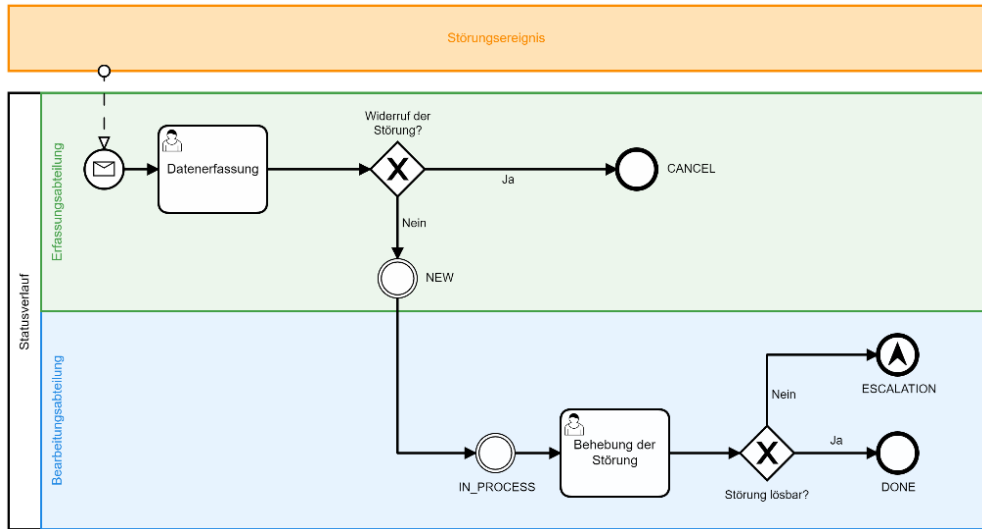 Störungsereignis
Statusverlauf
Erfassungsabteilung
Datenerfassung
Widerruf der
Störung?
Ja
CANCEL
Nein
NEW
Bearbeitungsabteilung
IN_PROCESS
Behebung der
Störung
Störung lösbar?
Nein
ESCALATION
Ja
DONE